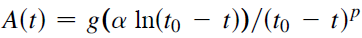 A(t) = g(α ln(t₀ − t))/(t₀ − t)ᵖ